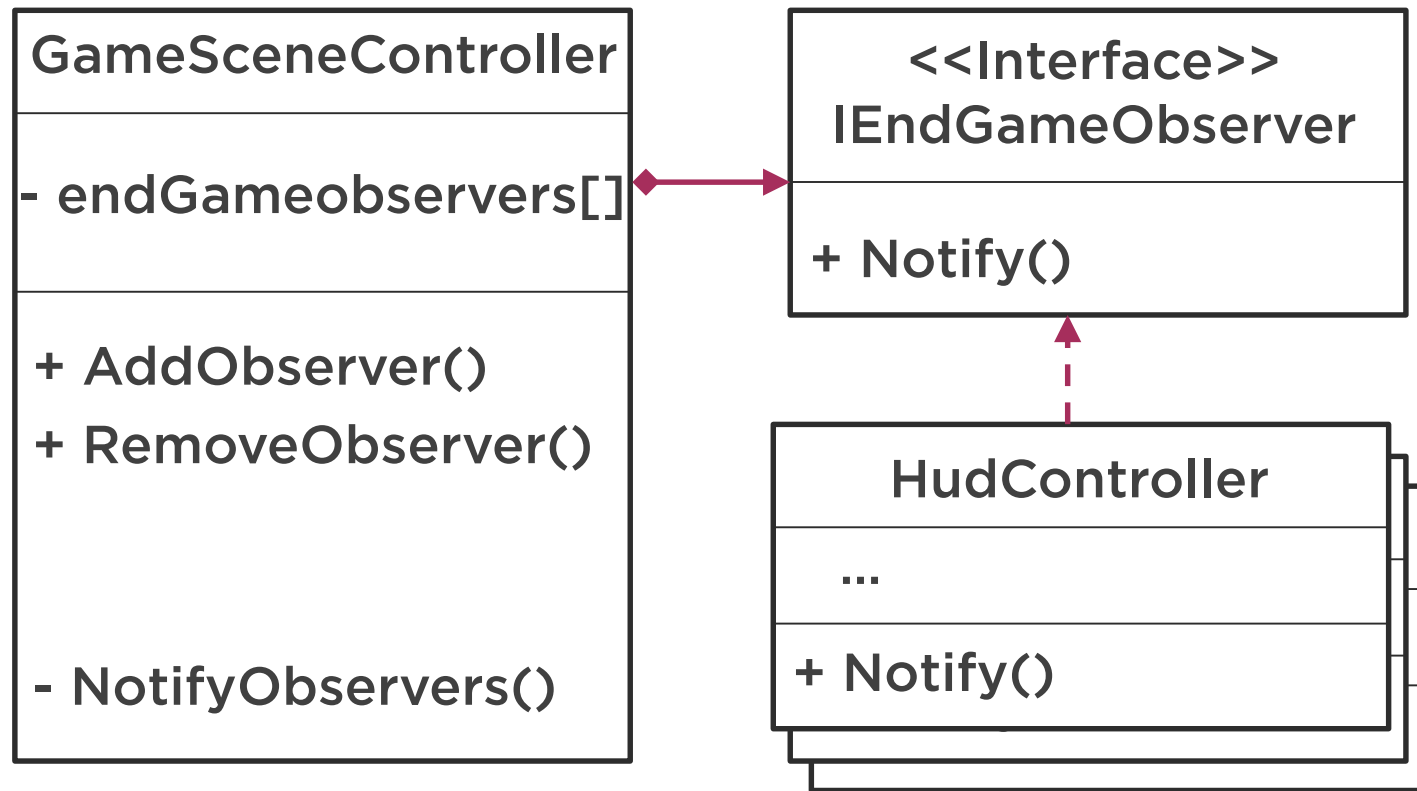 GameSceneController
- endGameobservers[]
+ AddObserver()
+ RemoveObserver()
- NotifyObservers()
<<Interface>>
IEndGameObserver
+ Notify()
HudController
...
+ Notify()